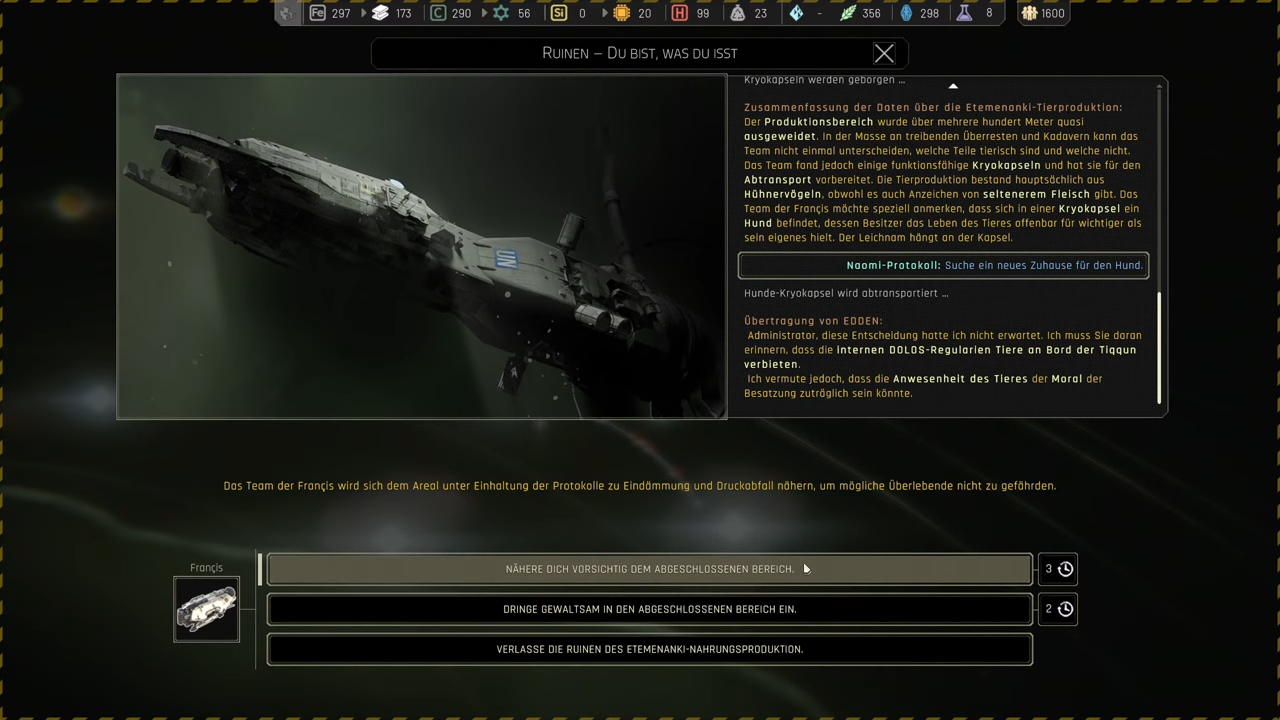 Fe 297 173 C 290 56 Si 0 20 H 99 23 - 356 298 8 1600
Ruinen – Du bist, was du isst
Kryokapseln werden geborgen ...
Zusammenfassung der Daten über die Etemenanki-Tierproduktion:
Der Produktionsbereich wurde über mehrere hundert Meter quasi
ausgeweidet. In der Masse an treibenden Überresten und Kadavern kann das
Team nicht einmal unterscheiden, welche Teile tierisch sind und welche nicht.
Das Team fand jedoch einige funktionsfähige Kryokapseln und hat sie für den
Abtransport vorbereitet. Die Tierproduktion bestand hauptsächlich aus
Hühnervögeln, obwohl es auch Anzeichen von seltenerem Fleisch gibt. Das
Team der Françis möchte speziell anmerken, dass sich in einer Kryokapsel ein
Hund befindet, dessen Besitzer das Leben des Tieres offenbar für wichtiger als
sein eigenes hielt. Der Leichnam hängt an der Kapsel.
Naomi-Protokoll: Suche ein neues Zuhause für den Hund.
Hunde-Kryokapsel wird abtransportiert ...
Übertragung von EDDEN:
Administrator, diese Entscheidung hatte ich nicht erwartet. Ich muss Sie daran
erinnern, dass die internen DOLOS-Regularien Tiere an Bord der Tiqqun
verbieten.
Ich vermute jedoch, dass die Anwesenheit des Tieres der Moral der
Besatzung zuträglich sein könnte.
Das Team der Françis wird sich dem Areal unter Einhaltung der Protokolle zu Eindämmung und Druckabfall nähern, um mögliche Überlebende nicht zu gefährden.
Françis
NÄHERE DICH VORSICHTIG DEM ABGESCHLOSSENEN BEREICH. 3
DRINGE GEWALTSAM IN DEN ABGESCHLOSSENEN BEREICH EIN. 2
VERLASSE DIE RUINEN DES ETEMENANKI-NAHRUNGSPRODUKTION.